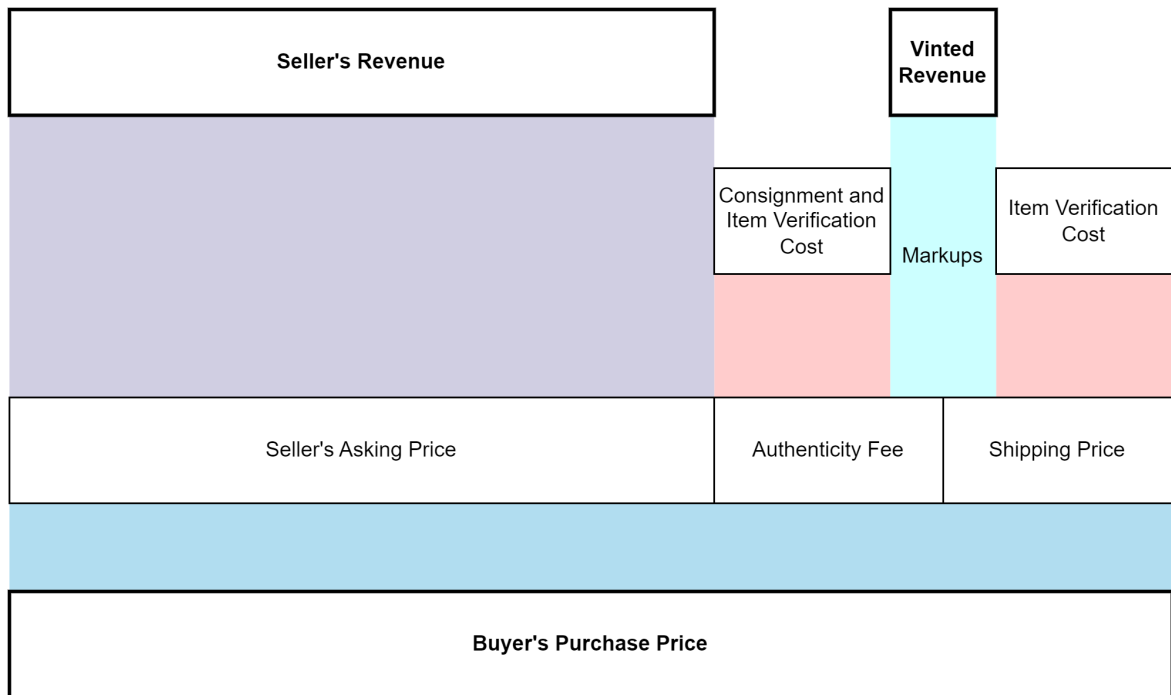 Seller's Revenue
Vinted
Revenue
Consignment and
Item Verification
Cost
Markups
Item Verification
Cost
Seller's Asking Price
Authenticity Fee
Shipping Price
Buyer's Purchase Price